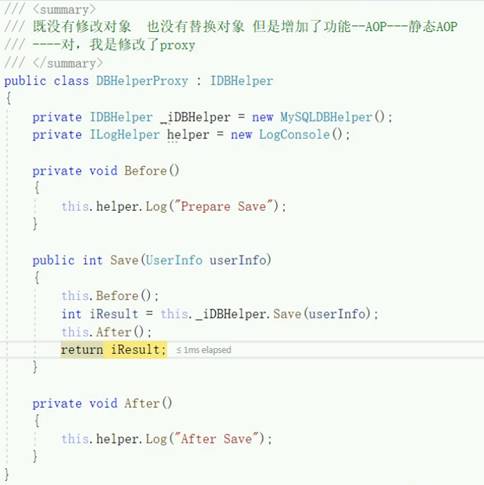 /// <summary>
/// 既没有修改对象  也没有替换对象 但是增加了功能--AOP---静态AOP
/// ----对，我是修改了proxy
/// </summary>
public class DBHelperProxy : IDBHelper
{
    private IDBHelper _iDBHelper = new MySQLDBHelper();
    private ILogHelper helper = new LogConsole();

    private void Before()
    {
        this.helper.Log("Prepare Save");
    }

    public int Save(UserInfo userInfo)
    {
        this.Before();
        int iResult = this._iDBHelper.Save(userInfo);
        this.After();
        return iResult; ≤ 1ms elapsed
    }

    private void After()
    {
        this.helper.Log("After Save");
    }
}